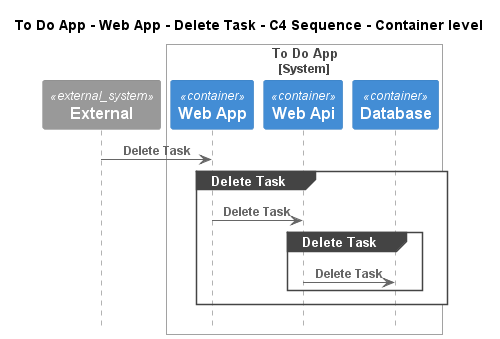 To Do App - Web App - Delete Task - C4 Sequence - Container level
To Do App
[System]
«external_system»
External
«container»
Web App
«container»
Web Api
«container»
Database
Delete Task
Delete Task
Delete Task
Delete Task
Delete Task